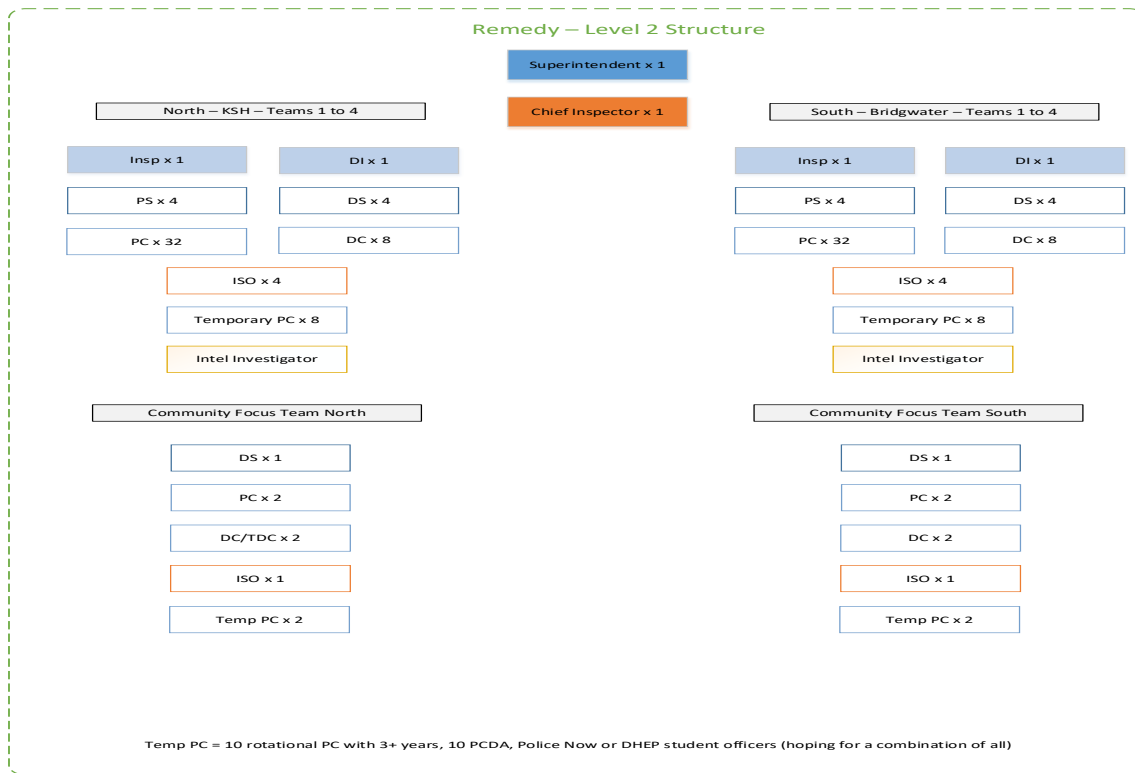 Remedy – Level 2 Structure
Superintendent x 1
Chief Inspector x 1
North – KSH – Teams 1 to 4
Insp x 1
DI x 1
PS x 4
DS x 4
PC x 32
DC x 8
ISO x 4
Temporary PC x 8
Intel Investigator
Community Focus Team North
DS x 1
PC x 2
DC/TDC x 2
ISO x 1
Temp PC x 2
South – Bridgwater – Teams 1 to 4
Insp x 1
DI x 1
PS x 4
DS x 4
PC x 32
DC x 8
ISO x 4
Temporary PC x 8
Intel Investigator
Community Focus Team South
DS x 1
PC x 2
DC x 2
ISO x 1
Temp PC x 2
Temp PC = 10 rotational PC with 3+ years, 10 PCDA, Police Now or DHEP student officers (hoping for a combination of all)